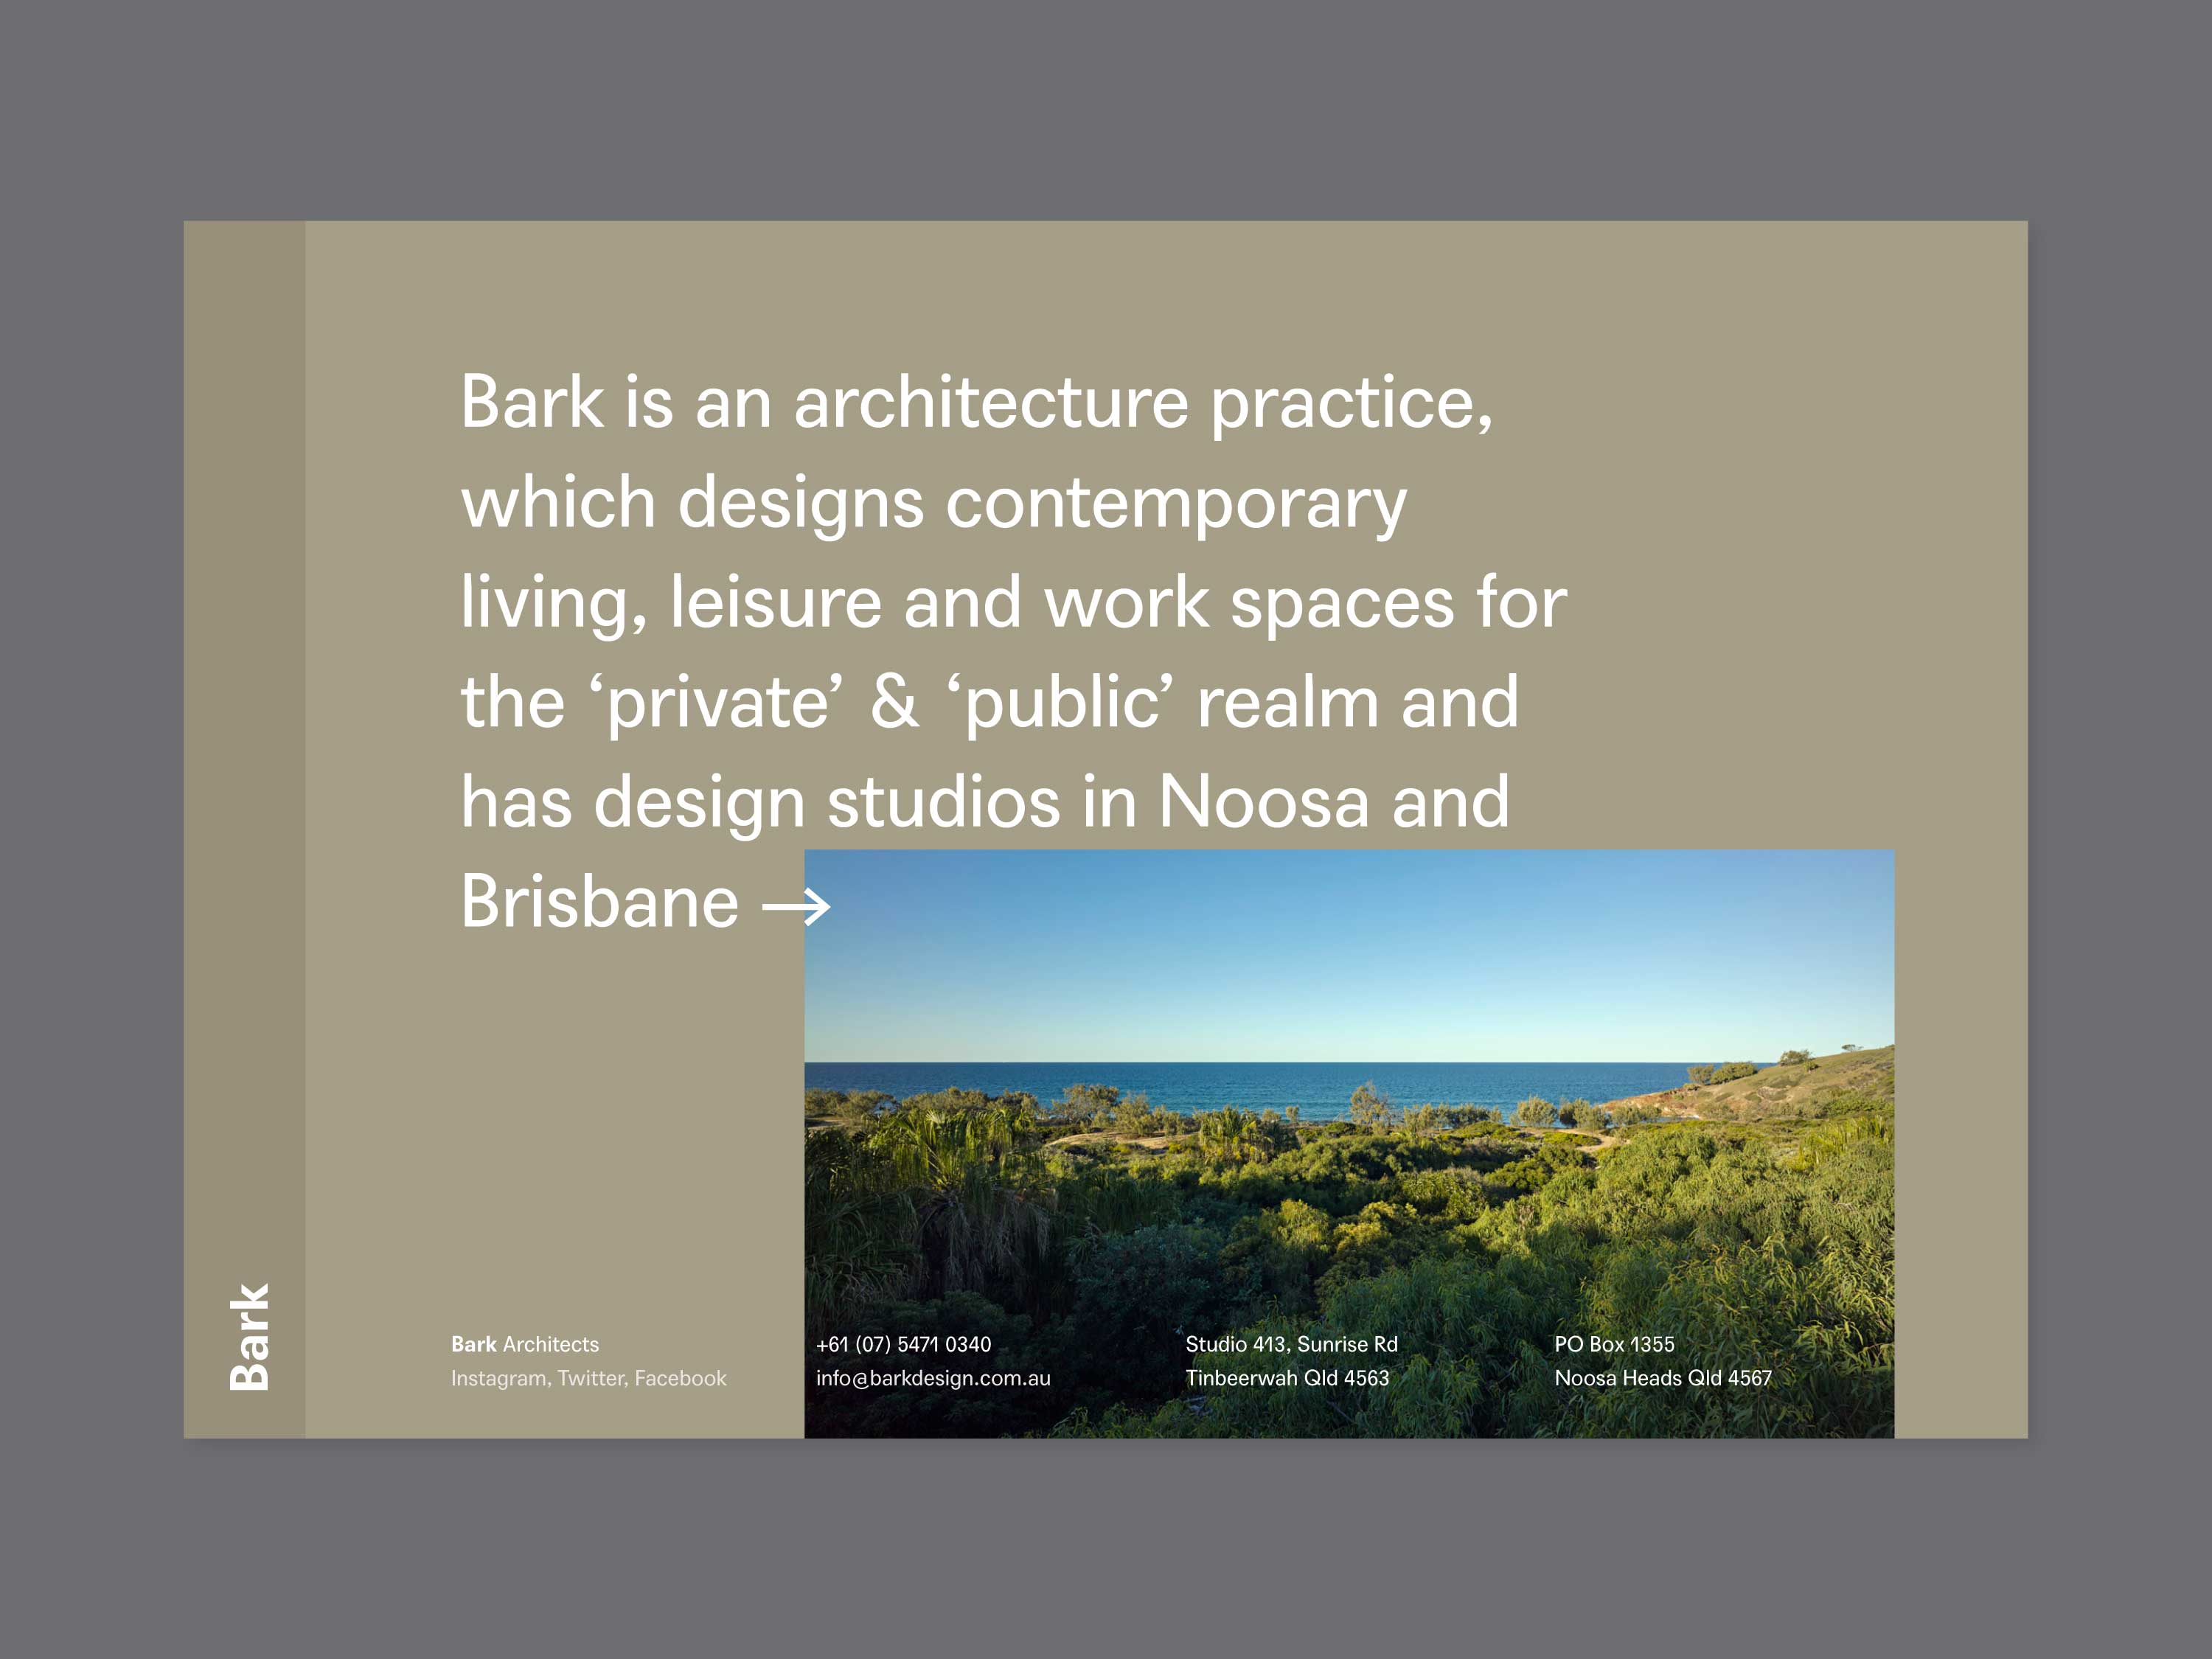 Bark is an architecture practice,
which designs contemporary
living, leisure and work spaces for
the ‘private’ & ‘public’ realm and
has design studios in Noosa and
Brisbane →
Bark
Bark Architects
Instagram, Twitter, Facebook
+61 (07) 5471 0340
info@barkdesign.com.au
Studio 413, Sunrise Rd
Tinbeerwah Qld 4563
PO Box 1355
Noosa Heads Qld 4567